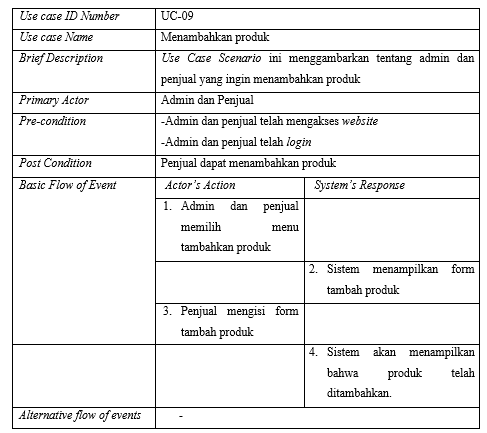 Use case ID Number UC-09
Use case Name Menambahkan produk
Brief Description Use Case Scenario ini menggambarkan tentang admin dan
penjual yang ingin menambahkan produk
Primary Actor Admin dan Penjual
Pre-condition -Admin dan penjual telah mengakses website
-Admin dan penjual telah login
Post Condition Penjual dapat menambahkan produk
Basic Flow of Event Actor's Action System's Response
1. Admin dan penjual
memilih menu
tambahkan produk
2. Sistem menampilkan form
tambah produk
3. Penjual mengisi form
tambah produk
4. Sistem akan menampilkan
bahwa produk telah
ditambahkan.
Alternative flow of events -